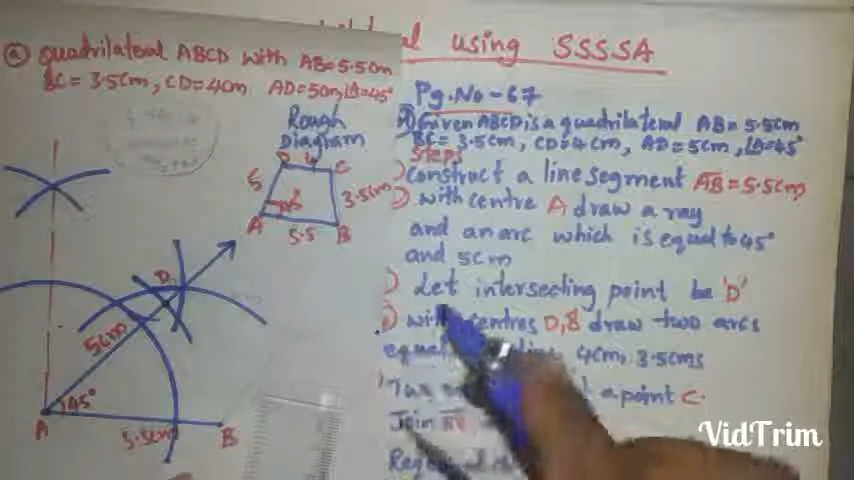 using SSSSA
ⓐ quadrilateral ABCD with AB=5.5cm
BC=3.5cm, CD=4cm AD=5cm, ∠A=45°
Rough
Diagram
D 4 C
5
3.5cm
45°
A
5.5
B
D
5cm
45°
A
5.5cm
B
Pg.No-67
Given ABCD is a quadrilateral AB=5.5cm
BC=3.5cm, CD=4cm, AD=5cm, ∠A=45°
Steps
Construct a line segment AB=5.5cm
with centre A draw a ray
and an arc which is equal to 45°
and 5cm
Let intersecting point be 'D'
with centres D,B draw two arcs
4cm, 3.5cms
a point C.
Join
VidTrim